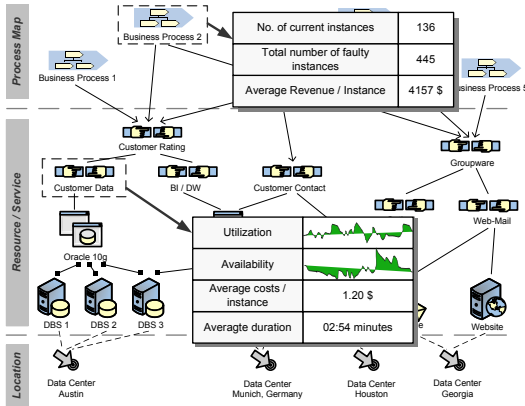 Process Map
Business Process 2
Business Process 1
No. of current instances
136
Total number of faulty
instances
445
Average Revenue / Instance
4157 $
usiness Process 5
Resource / Service
Customer Rating
Groupware
Customer Data
BI / DW
Customer Contact
Web-Mail
Oracle 10g
Utilization
Availability
Average costs /
instance
1.20 $
Averagte duration
02:54 minutes
DBS 1
DBS 2
DBS 3
e
Website
Location
Data Center
Austin
Data Center
Munich, Germany
Data Center
Houston
Data Center
Georgia